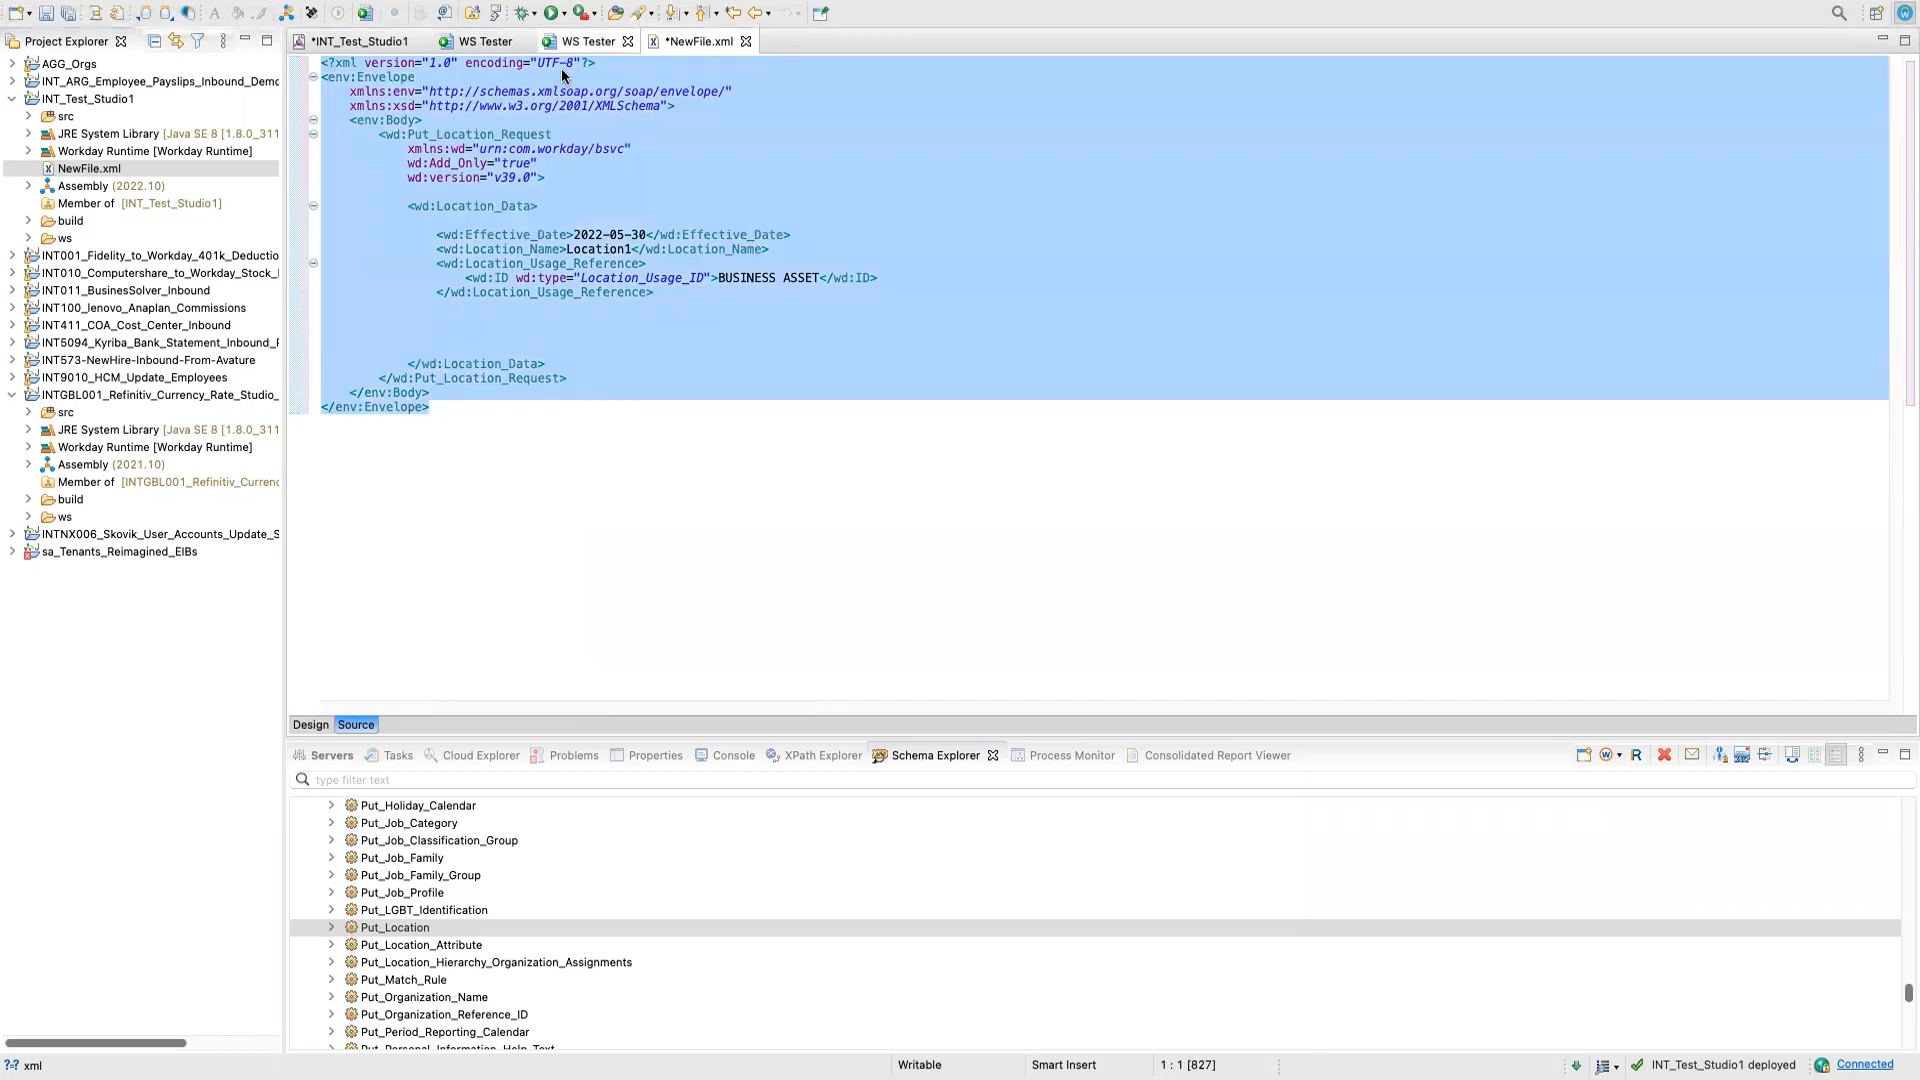 Project Explorer
*INT_Test_Studio1
WS Tester
WS Tester
*NewFile.xml
AGG_Orgs
INT_ARG_Employee_Payslips_Inbound_Demo
INT_Test_Studio1
src
JRE System Library [Java SE 8 [1.8.0_311
Workday Runtime [Workday Runtime]
NewFile.xml
Assembly (2022.10)
Member of [INT_Test_Studio1]
build
ws
INT001_Fidelity_to_Workday_401k_Deductio
INT010_Computershare_to_Workday_Stock_
INT011_BusinesSolver_Inbound
INT100_lenovo_Anaplan_Commissions
INT411_COA_Cost_Center_Inbound
INT5094_Kyriba_Bank_Statement_Inbound_
INT573-NewHire-Inbound-From-Avature
INT9010_HCM_Update_Employees
INTGBL001_Refinitiv_Currency_Rate_Studio_
src
JRE System Library [Java SE 8 [1.8.0_311
Workday Runtime [Workday Runtime]
Assembly (2021.10)
Member of [INTGBL001_Refinitiv_Currenc
build
ws
INTNX006_Skovik_User_Accounts_Update_S
sa_Tenants_Reimagined_EIBs
<?xml version="1.0" encoding="UTF-8"?>
<env:Envelope
xmlns:env="http://schemas.xmlsoap.org/soap/envelope/"
xmlns:xsd="http://www.w3.org/2001/XMLSchema">
<env:Body>
<wd:Put_Location_Request
xmlns:wd="urn:com.workday/bsvc"
wd:Add_Only="true"
wd:version="v39.0">
<wd:Location_Data>
<wd:Effective_Date>2022-05-30</wd:Effective_Date>
<wd:Location_Name>Location1</wd:Location_Name>
<wd:Location_Usage_Reference>
<wd:ID wd:type="Location_Usage_ID">BUSINESS ASSET</wd:ID>
</wd:Location_Usage_Reference>
</wd:Location_Data>
</wd:Put_Location_Request>
</env:Body>
</env:Envelope>
Design Source
Servers Tasks Cloud Explorer Problems Properties Console XPath Explorer Schema Explorer Process Monitor Consolidated Report Viewer
type filter text
Put_Holiday_Calendar
Put_Job_Category
Put_Job_Classification_Group
Put_Job_Family
Put_Job_Family_Group
Put_Job_Profile
Put_LGBT_Identification
Put_Location
Put_Location_Attribute
Put_Location_Hierarchy_Organization_Assignments
Put_Match_Rule
Put_Organization_Name
Put_Organization_Reference_ID
Put_Period_Reporting_Calendar
Put_Personal_Information_Help_Text
xml
Writable
Smart Insert
1 : 1 [827]
INT_Test_Studio1 deployed
Connected